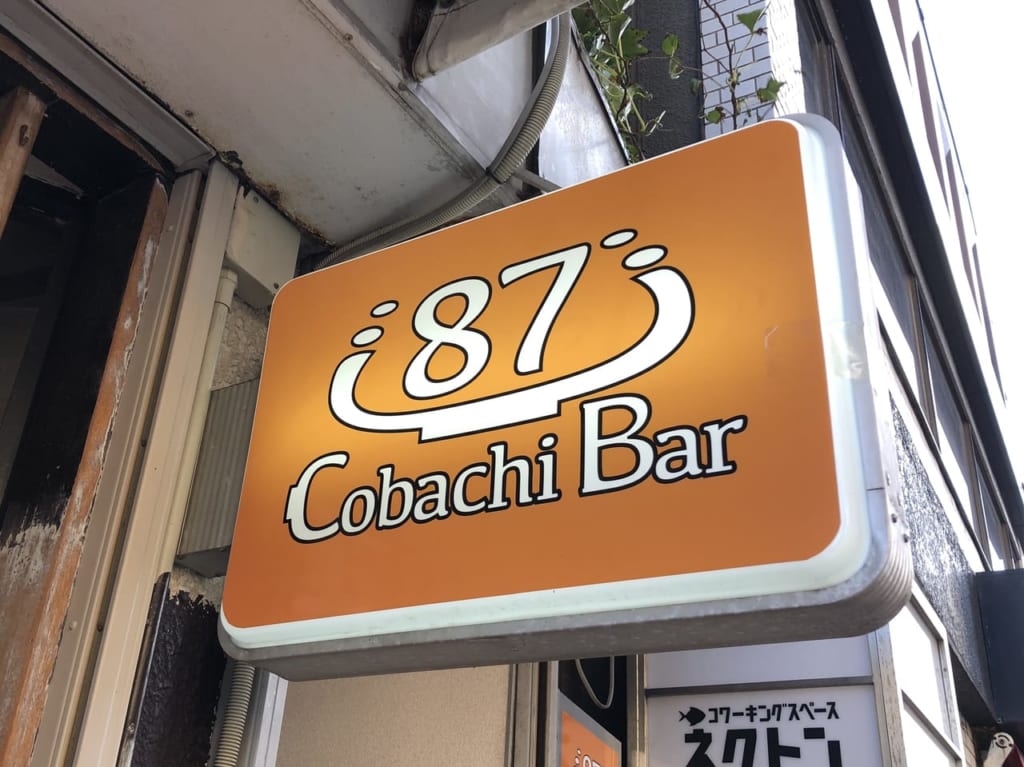 87
Cobachi Bar
コワーキングスペース
ネクトン